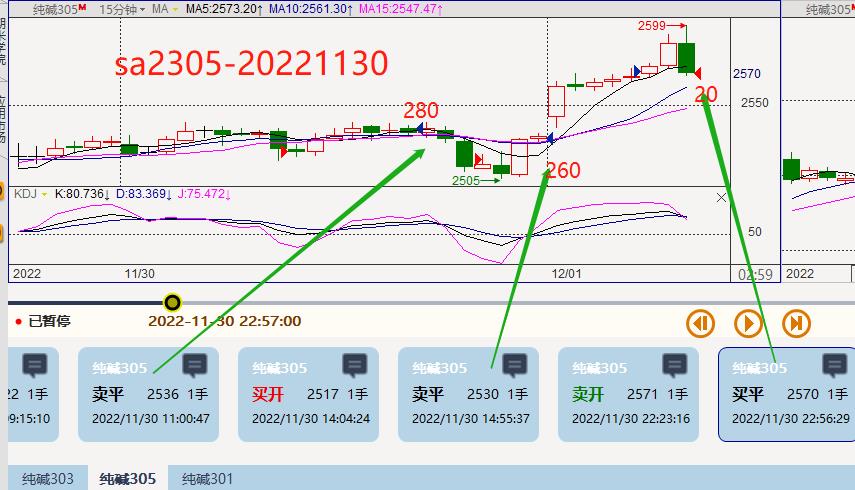 纯碱305M 15分钟 MA MA5:2573.20↑ MA10:2561.30↑ MA15:2547.47↑ 纯碱305M
sa2305-20221130
2599
2570
20
2550
280
260
2505
KDJ K:80.736↓ D:83.369↓ J:75.472↓
50
2022 11/30 12/01 02:59 2022
已暂停 2022-11-30 22:57:00
纯碱305 纯碱305 纯碱305 纯碱305 纯碱305
22 1手 卖平 2536 1手 买开 2517 1手 卖平 2530 1手 卖开 2571 1手 买平 2570 1手
9:15:10 2022/11/30 11:00:47 2022/11/30 14:04:24 2022/11/30 14:55:37 2022/11/30 22:23:16 2022/11/30 22:56:29
纯碱303 纯碱305 纯碱301